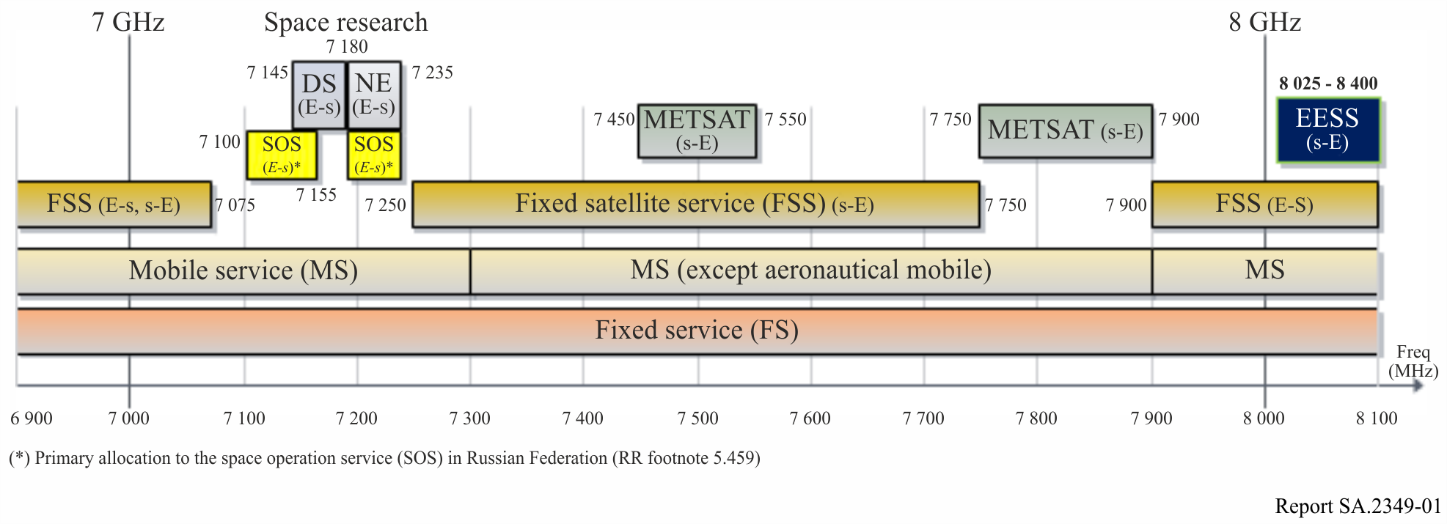 7 GHz
Space research
8 GHz
7 180
7 145
DS
(E-s)
NE
(E-s)
7 235
8 025 - 8 400
7 450
METSAT
(s-E)
7 550
7 750
METSAT (s-E)
7 900
EESS
(s-E)
7 100
SOS
(E-s)*
SOS
(E-s)*
7 155
FSS (E-s, s-E)
7 075
7 250
Fixed satellite service (FSS) (s-E)
7 750
7 900
FSS (E-S)
Mobile service (MS)
MS (except aeronautical mobile)
MS
Fixed service (FS)
Freq
(MHz)
6 900
7 000
7 100
7 200
7 300
7 400
7 500
7 600
7 700
7 900
8 000
8 100
(*) Primary allocation to the space operation service (SOS) in Russian Federation (RR footnote 5.459)
Report SA.2349-01